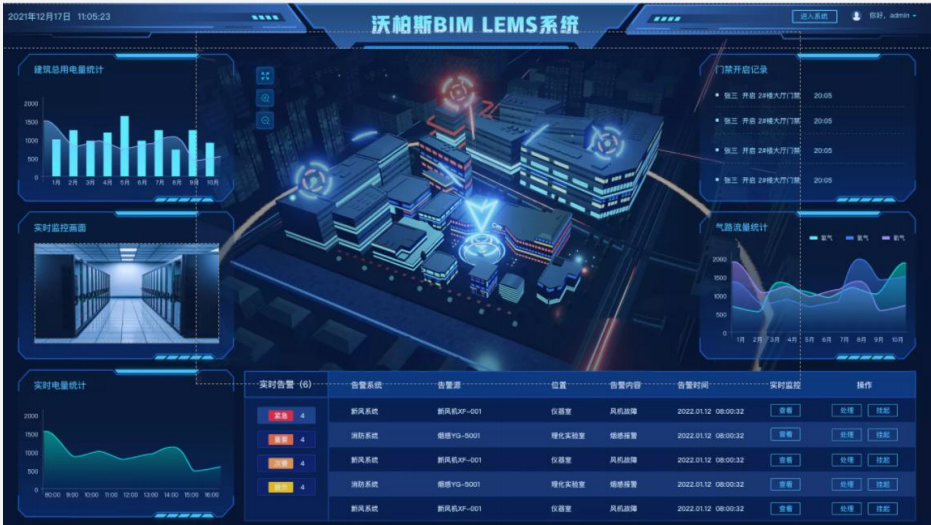 2021年12月17日 11:05:23
沃柏斯BIM LEMS系统
进入系统
你好，admin
建筑总用电量统计
2000
1500
1000
500
0
1月 2月 3月 4月 5月 6月 7月 8月 9月 10月
实时监控画面
实时电量统计
2000
1500
1000
500
0
80:00 9:00 10:00 11:00 12:00 13:00 14:00 15:00 16:00
门禁开启记录
张三 开启 2#楼大厅门禁 20:05
张三 开启 2#楼大厅门禁 20:05
张三 开启 2#楼大厅门禁 20:05
张三 开启 2#楼大厅门禁 20:05
气路流量统计
氢气 氮气
2000
1500
1000
500
0
1月 2月 3月 4月 5月 6月 7月 8月 9月 10月
实时告警（6） 告警系统 告警源 位置 告警内容 告警时间 实时监控 操作
紧急 4
重要 4
次要 4
4
新风系统 新风机XF-001 仪器室 风机故障 2022.01.12 08:00:32 查看 处理 挂起
消防系统 烟感YG-5001 理化实验室 烟感报警 2022.01.12 08:00:32 查看 处理 挂起
新风系统 新风机XF-001 仪器室 风机故障 2022.01.12 08:00:32 查看 处理 挂起
消防系统 烟感YG-5001 理化实验室 烟感报警 2022.01.12 08:00:32 查看 处理 挂起
新风系统 新风机XF-001 仪器室 风机故障 2022.01.12 08:00:32 查看 处理 挂起